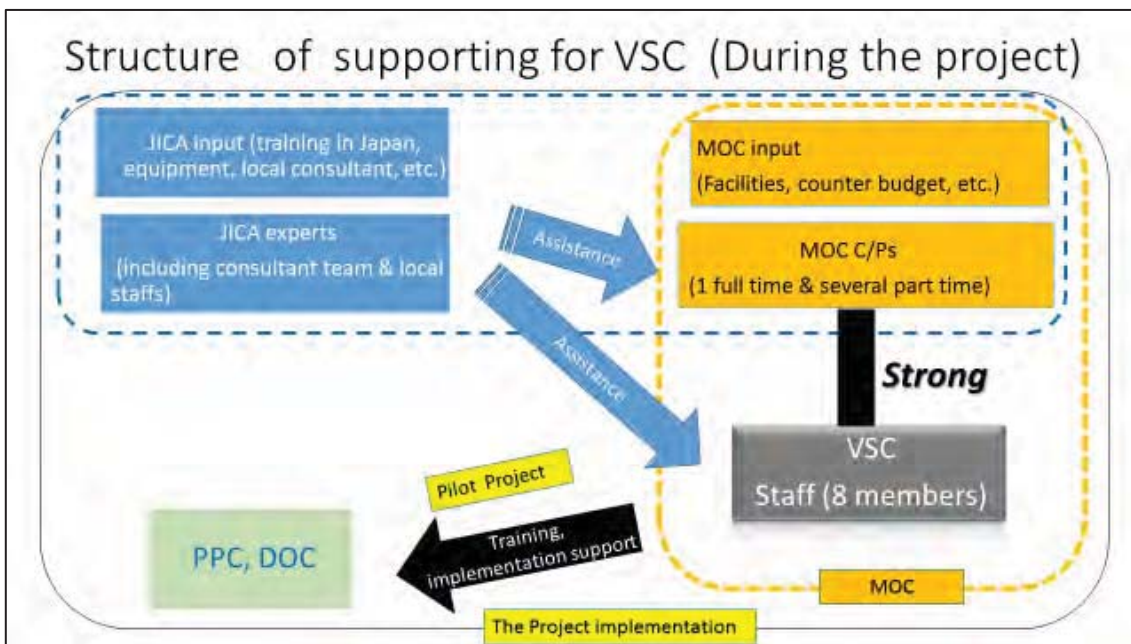 Structure of supporting for VSC (During the project)
JICA input (training in Japan,
equipment, local consultant, etc.)
MOC input
(Facilities, counter budget, etc.)
JICA experts
(including consultant team & local
staffs)
Assistance
MOC C/Ps
(1 full time & several part time)
Assistance
Strong
VSC
Staff (8 members)
Pilot Project
PPC, DOC
Training,
implementation support
MOC
The Project implementation